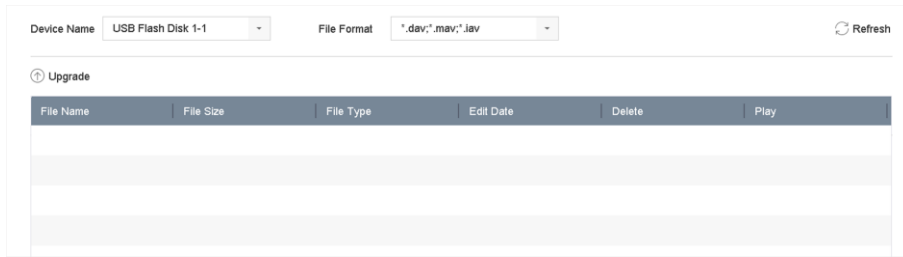 Device Name USB Flash Disk 1-1 File Format *.dav;*.mav;*.iav Refresh
Upgrade
File Name File Size File Type Edit Date Delete Play